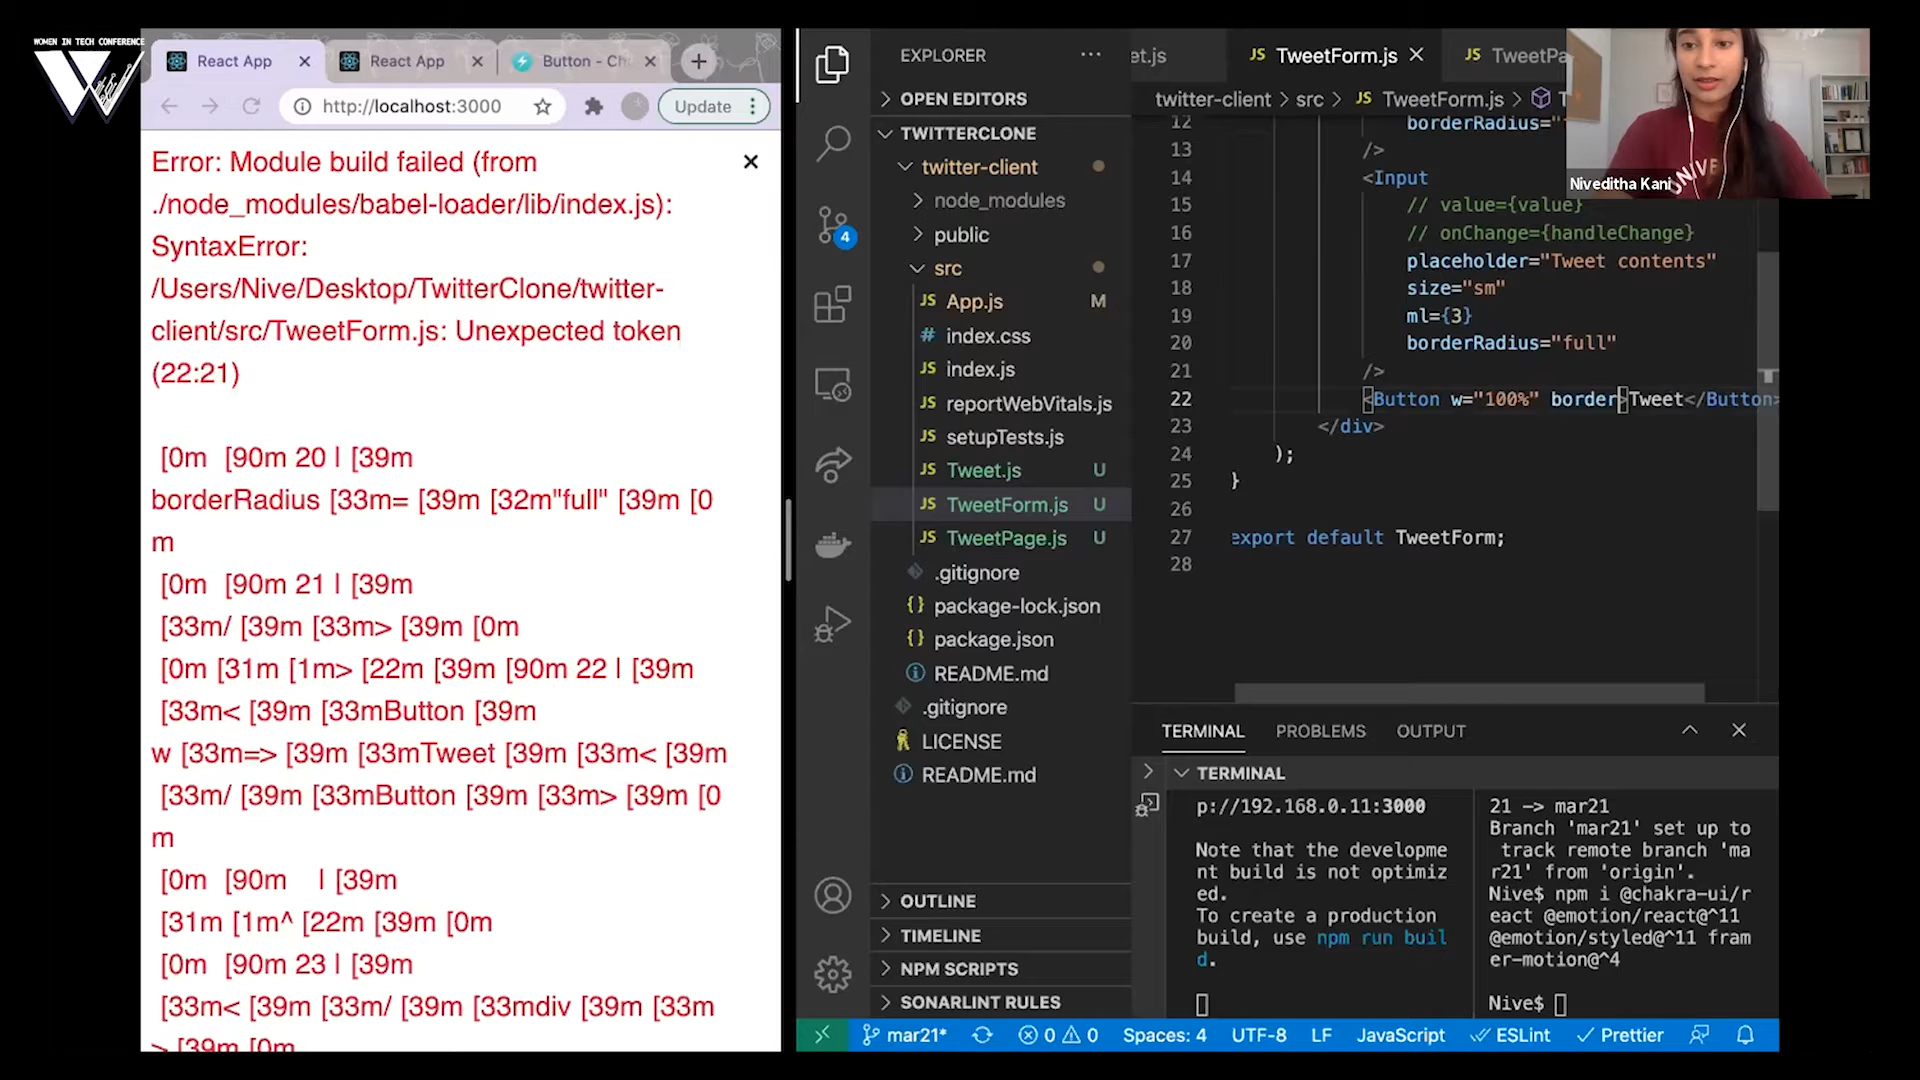 WOMEN IN TECH CONFERENCE
React App
React App
Button - Ch
http://localhost:3000
Update
Error: Module build failed (from
./node_modules/babel-loader/lib/index.js):
SyntaxError:
/Users/Nive/Desktop/TwitterClone/twitter-
client/src/TweetForm.js: Unexpected token
(22:21)
[0m [90m 20 | [39m
borderRadius [33m= [39m [32m"full" [39m [0
m
[0m [90m 21 | [39m
[33m/ [39m [33m> [39m [0m
[0m [31m [1m> [22m [39m [90m 22 | [39m
[33m< [39m [33mButton [39m
w [33m=> [39m [33mTweet [39m [33m< [39m
[33m/ [39m [33mButton [39m [33m> [39m [0
m
[0m [90m | [39m
[31m [1m^ [22m [39m [0m
[0m [90m 23 | [39m
[33m< [39m [33m/ [39m [33mdiv [39m [33m
> [39m [0m
EXPLORER
OPEN EDITORS
TWITTERCLONE
twitter-client
node_modules
public
src
JS App.js M
# index.css
JS index.js
JS reportWebVitals.js
JS setupTests.js
JS Tweet.js U
JS TweetForm.js U
JS TweetPage.js U
.gitignore
{} package-lock.json
{} package.json
README.md
.gitignore
LICENSE
README.md
OUTLINE
TIMELINE
NPM SCRIPTS
SONARLINT RULES
4
et.js
JS TweetForm.js
JS TweetPa
twitter-client > src > JS TweetForm.js >
12 borderRadius="
13 />
14 <Input
15 // value={value}
16 // onChange={handleChange}
17 placeholder="Tweet contents"
18 size="sm"
19 ml={3}
20 borderRadius="full"
21 />
22 <Button w="100%" border>Tweet</Button>
23 </div>
24 );
25 }
26
27 export default TweetForm;
28
Niveditha Kani
UNIVE
TERMINAL
PROBLEMS
OUTPUT
TERMINAL
p://192.168.0.11:3000
Note that the developme
nt build is not optimiz
ed.
To create a production
build, use npm run buil
d.
21 -> mar21
Branch 'mar21' set up to
track remote branch 'ma
r21' from 'origin'.
Nive$ npm i @chakra-ui/r
eact @emotion/react@^11
@emotion/styled@^11 fram
er-motion@^4
Nive$
mar21*
0
0
Spaces: 4
UTF-8
LF
JavaScript
ESLint
Prettier